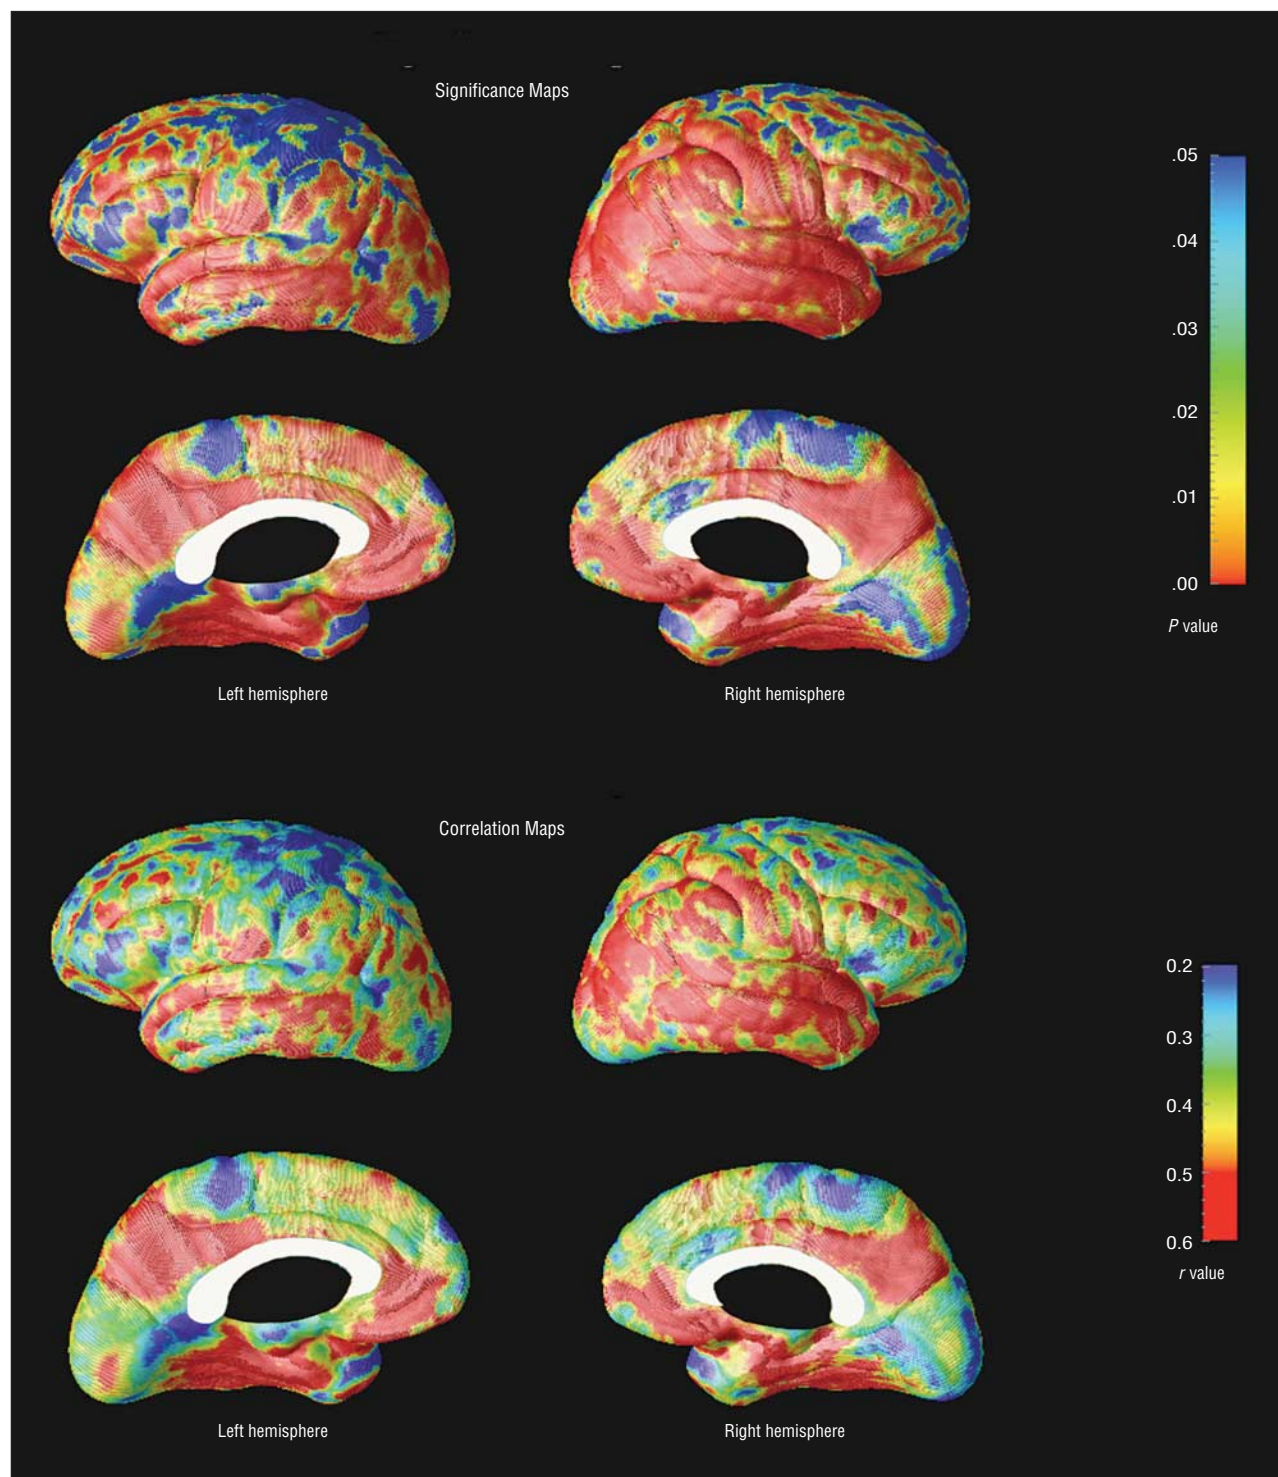 Significance Maps
.05
.04
.03
.02
.01
.00
P value
Left hemisphere
Right hemisphere
Correlation Maps
0.2
0.3
0.4
0.5
0.6
r value
Left hemisphere
Right hemisphere